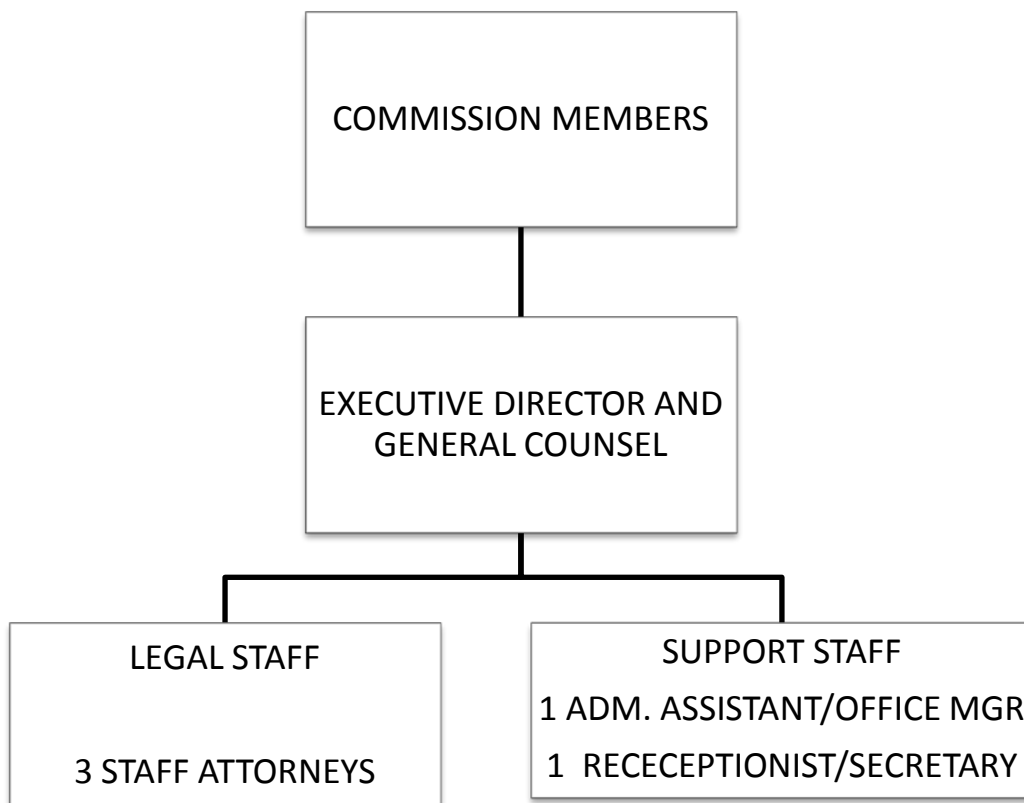 COMMISSION MEMBERS
EXECUTIVE DIRECTOR AND
GENERAL COUNSEL
LEGAL STAFF
3 STAFF ATTORNEYS
SUPPORT STAFF
1 ADM. ASSISTANT/OFFICE MGR
1 RECECEPTIONIST/SECRETARY